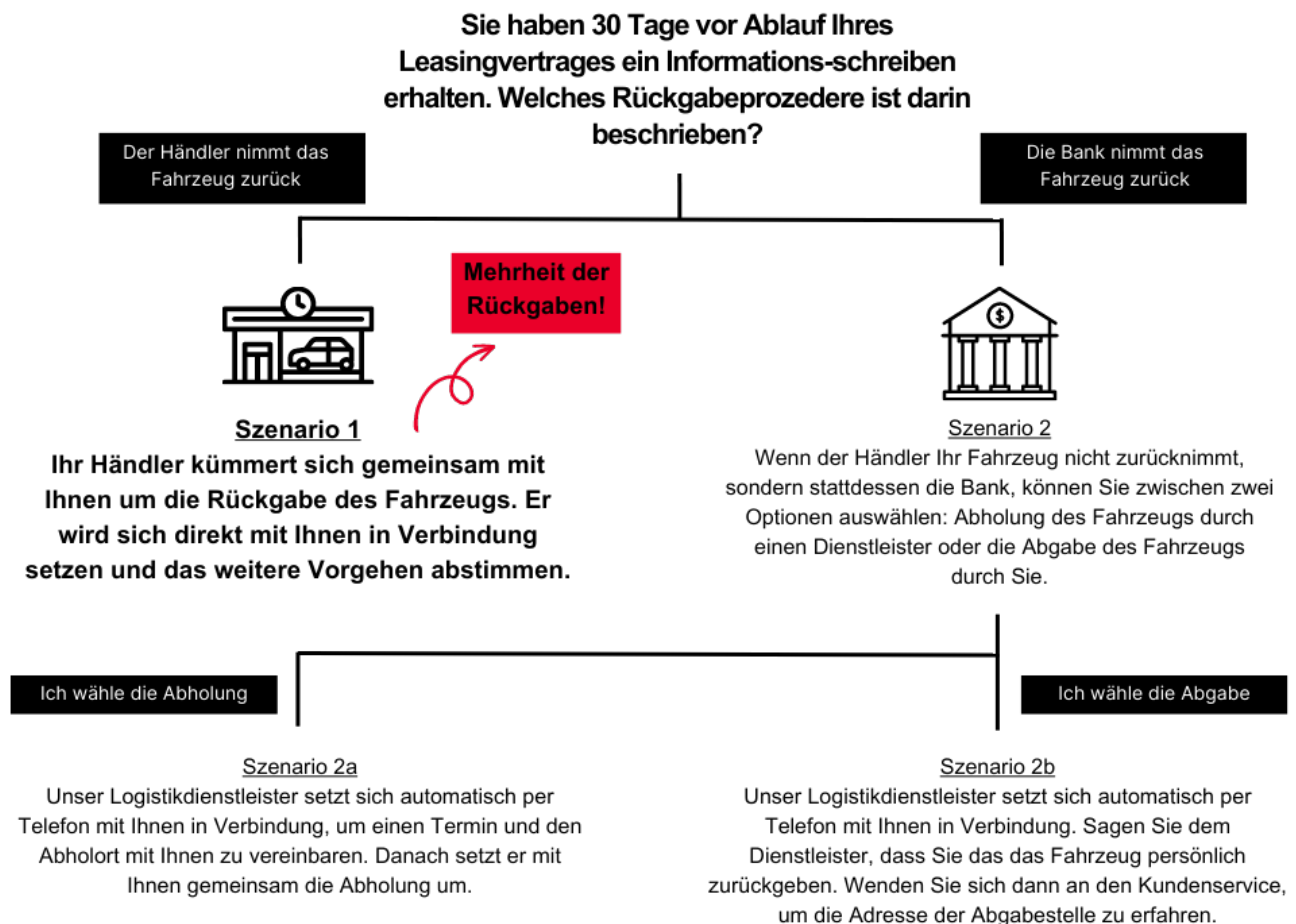 Sie haben 30 Tage vor Ablauf Ihres
Leasingvertrages ein Informations-schreiben
erhalten. Welches Rückgabeprozedere ist darin
beschrieben?
Der Händler nimmt das
Fahrzeug zurück
Die Bank nimmt das
Fahrzeug zurück
Mehrheit der
Rückgaben!
$
Szenario 1
Ihr Händler kümmert sich gemeinsam mit
Ihnen um die Rückgabe des Fahrzeugs. Er
wird sich direkt mit Ihnen in Verbindung
setzen und das weitere Vorgehen abstimmen.
Szenario 2
Wenn der Händler Ihr Fahrzeug nicht zurücknimmt,
sondern stattdessen die Bank, können Sie zwischen zwei
Optionen auswählen: Abholung des Fahrzeugs durch
einen Dienstleister oder die Abgabe des Fahrzeugs
durch Sie.
Ich wähle die Abholung
Ich wähle die Abgabe
Szenario 2a
Unser Logistikdienstleister setzt sich automatisch per
Telefon mit Ihnen in Verbindung, um einen Termin und den
Abholort mit Ihnen zu vereinbaren. Danach setzt er mit
Ihnen gemeinsam die Abholung um.
Szenario 2b
Unser Logistikdienstleister setzt sich automatisch per
Telefon mit Ihnen in Verbindung. Sagen Sie dem
Dienstleister, dass Sie das das Fahrzeug persönlich
zurückgeben. Wenden Sie sich dann an den Kundenservice,
um die Adresse der Abgabestelle zu erfahren.